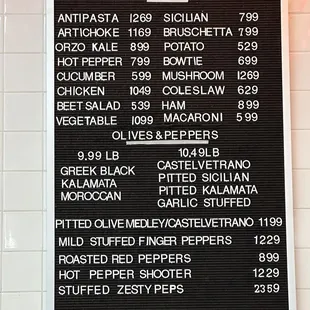 ANTIPASTA 1269 SICILIAN 799
ARTICHOKE 1169 BRUSCHETTA 799
ORZO KALE 899 POTATO 529
HOT PEPPER 799 BOWTIE 699
CUCUMBER 599 MUSHROOM 1269
CHICKEN 1049 COLESLAW 629
BEET SALAD 539 HAM 899
VEGETABLE 1099 MACARONI 599
OLIVES & PEPPERS
9.99 LB 10.49LB
GREEK BLACK CASTELVETRANO
KALAMATA PITTED SICILIAN
MOROCCAN PITTED KALAMATA
GARLIC STUFFED
PITTED OLIVE MEDLEY/CASTELVETRANO 1199
MILD STUFFED FINGER PEPPERS 1229
ROASTED RED PEPPERS 899
HOT PEPPER SHOOTER 1229
STUFFED ZESTY PEPS 2359